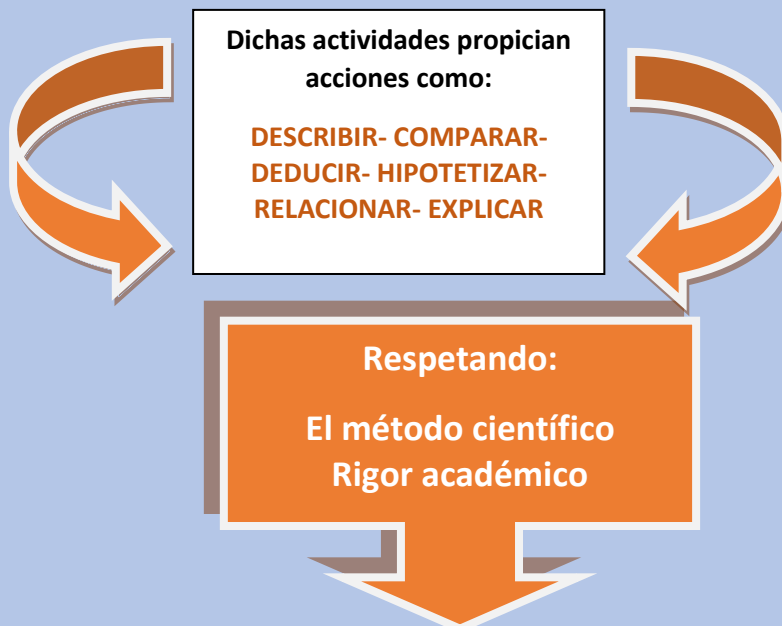 Dichas actividades propician
acciones como:
DESCRIBIR- COMPARAR-
DEDUCIR- HIPOTETIZAR-
RELACIONAR- EXPLICAR
Respetando:
El método científico
Rigor académico